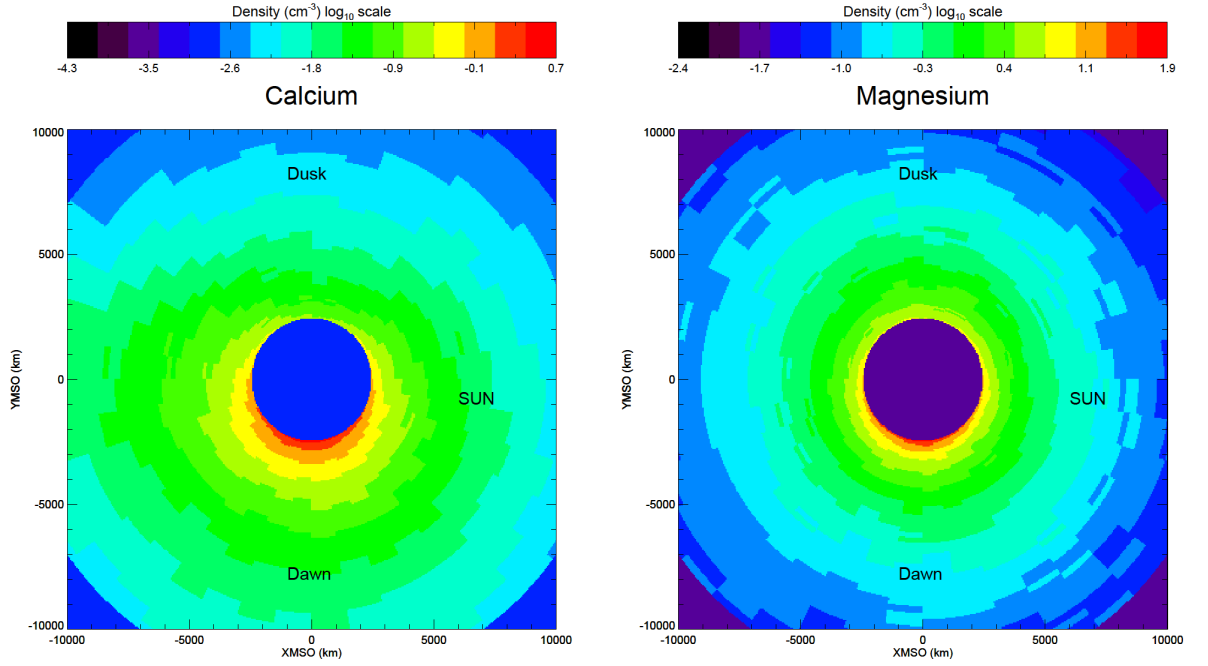 Density (cm-3) log10 scale
-4.3 -3.5 -2.6 -1.8 -0.9 -0.1 0.7
Calcium
10000
5000
0
-5000
-10000
YMSO (km)
Dusk
SUN
Dawn
-10000 -5000 0 5000 10000
XMSO (km)
Density (cm-3) log10 scale
-2.4 -1.7 -1.0 -0.3 0.4 1.1 1.9
Magnesium
10000
5000
0
-5000
-10000
YMSO (km)
Dusk
SUN
Dawn
-10000 -5000 0 5000 10000
XMSO (km)